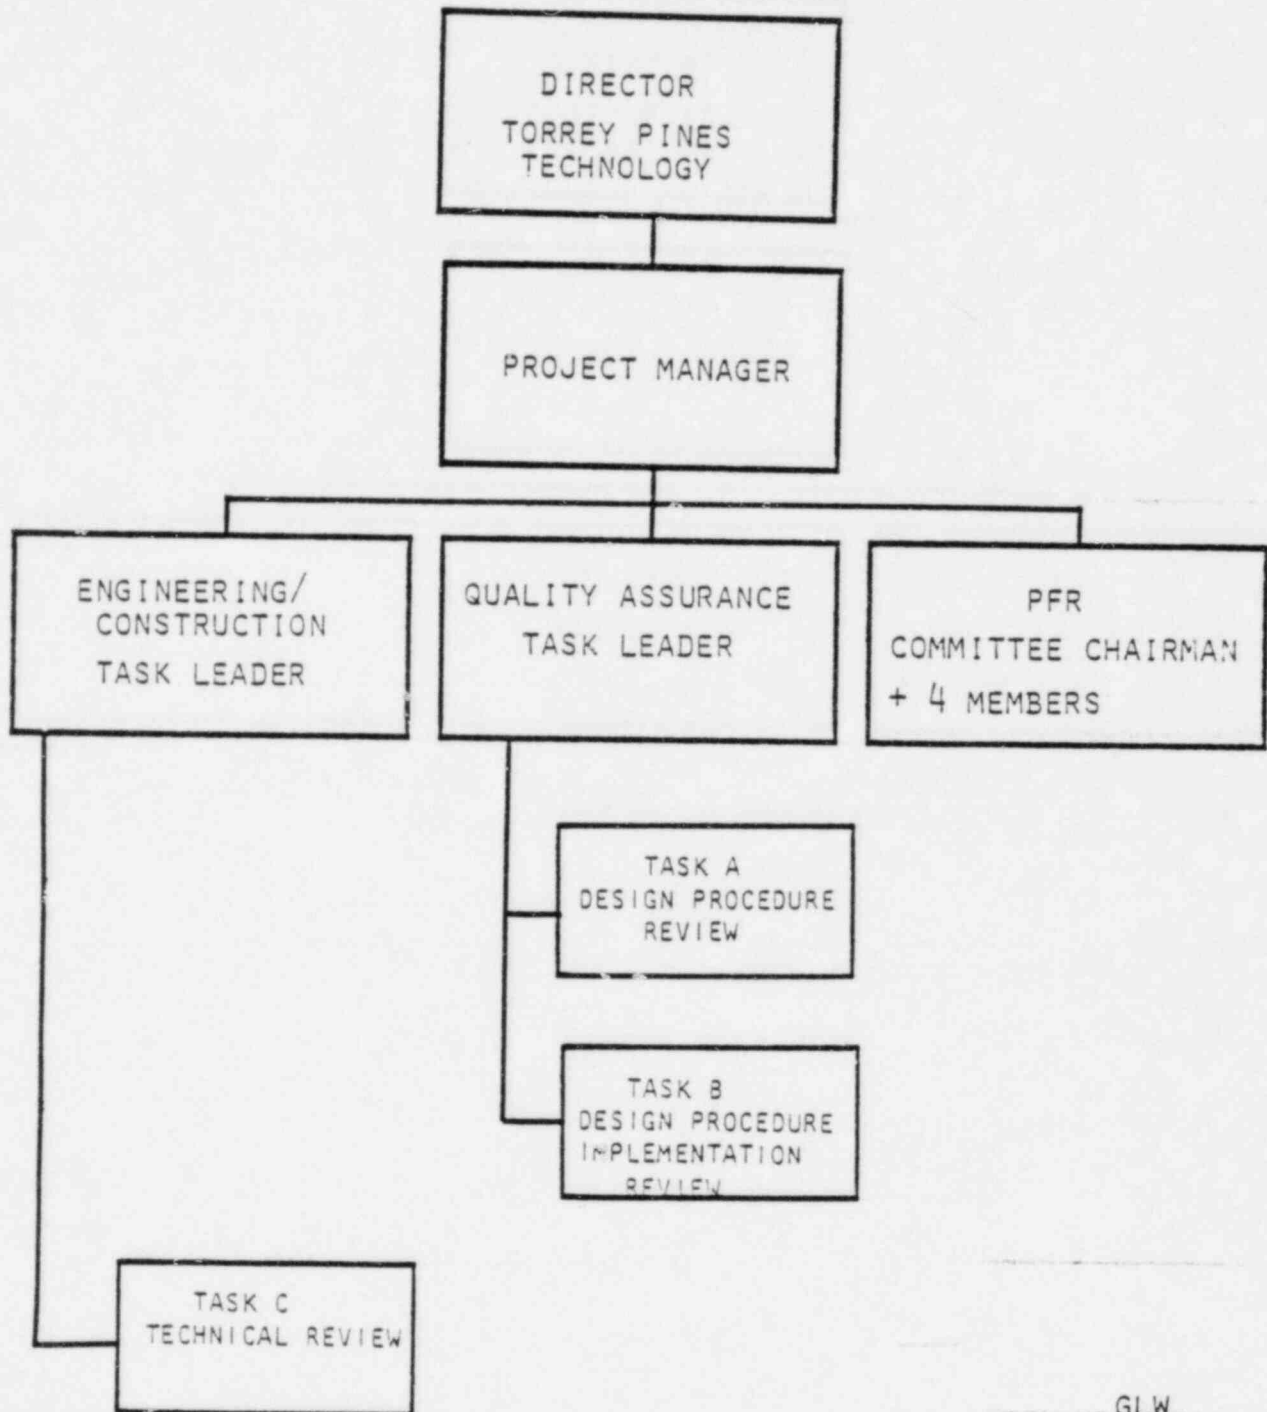 DIRECTOR
TORREY PINES
TECHNOLOGY
PROJECT MANAGER
ENGINEERING/
CONSTRUCTION
TASK LEADER
QUALITY ASSURANCE
TASK LEADER
PFR
COMMITTEE CHAIRMAN
+ 4 MEMBERS
TASK A
DESIGN PROCEDURE
REVIEW
TASK B
DESIGN PROCEDURE
IMPLEMENTATION
REVIEW
TASK C
TECHNICAL REVIEW
GLW